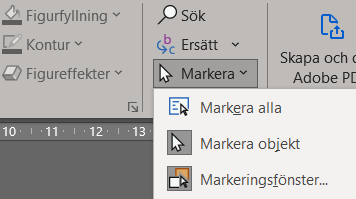 Figurfyllning
Kontur
Figureffekter
Sök
Ersätt
Markera
Skapa och d
Adobe PD
10 11 12 13
Markera alla
Markera objekt
Markeringsfönster...